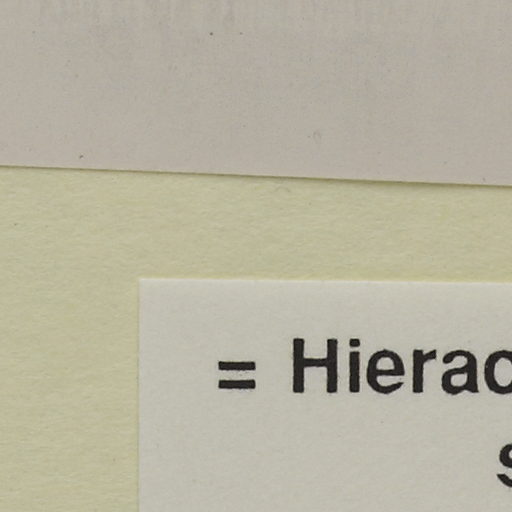 = Hierac
s